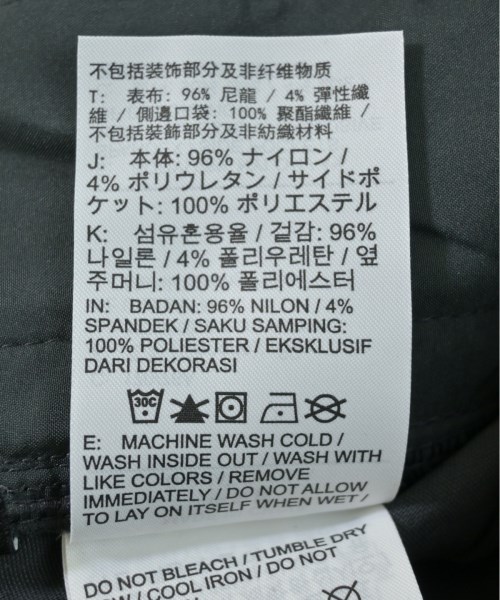 不包括装饰部分及非纤维物质
T: 表布: 96% 尼龍 / 4% 彈性纖
維 / 側邊口袋: 100% 聚酯纖維 /
不包括裝飾部分及非紡織材料
J: 本体: 96% ナイロン /
4% ポリウレタン / サイドポ
ケット: 100% ポリエステル
K: 섬유혼용율 / 겉감: 96%
나일론 / 4% 폴리우레탄 / 옆
주머니: 100% 폴리에스터
IN: BADAN: 96% NILON / 4%
SPANDEK / SAKU SAMPING:
100% POLIESTER / EKSKLUSIF
DARI DEKORASI
30C
E: MACHINE WASH COLD /
WASH INSIDE OUT / WASH WITH
LIKE COLORS / REMOVE
IMMEDIATELY / DO NOT ALLOW
TO LAY ON ITSELF WHEN WET /
DO NOT BLEACH / TUMBLE DRY
/ COOL IRON / DO NOT